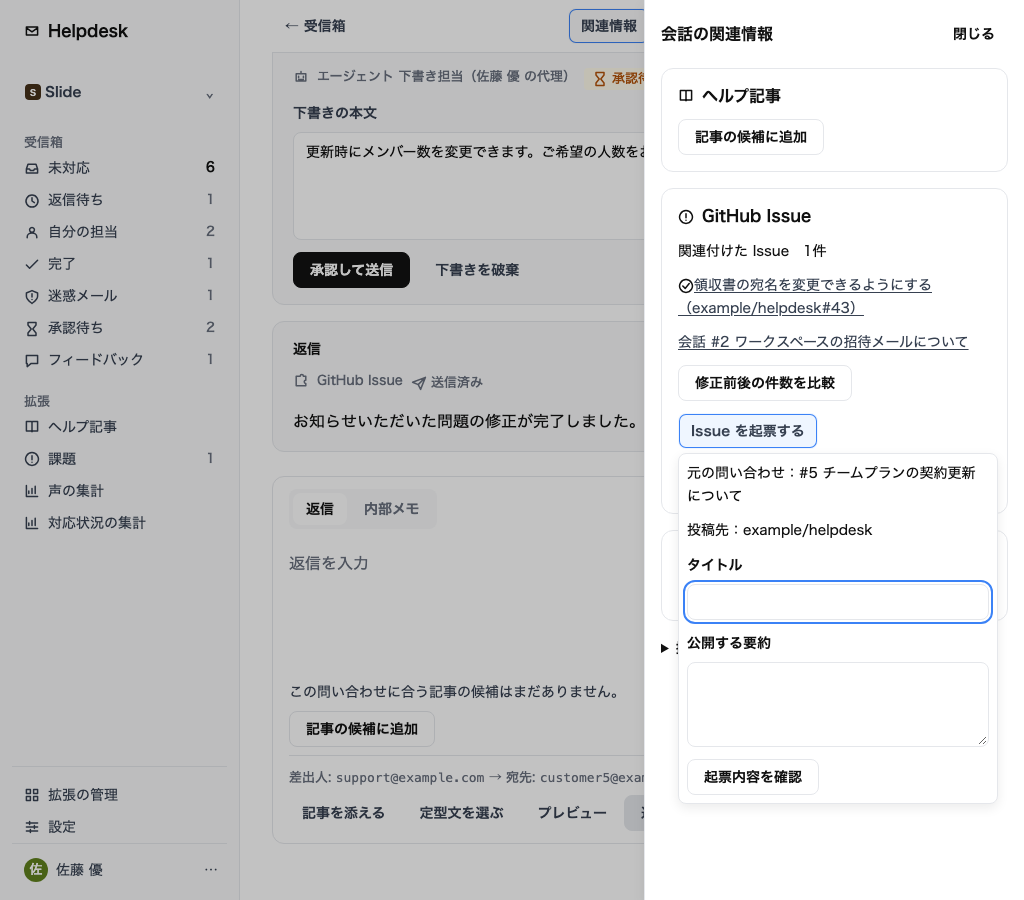 Helpdesk
S Slide
受信箱
未対応 6
返信待ち 1
自分の担当 2
完了 1
迷惑メール 1
承認待ち 2
フィードバック 1
拡張
ヘルプ記事
課題 1
声の集計
対応状況の集計
拡張の管理
設定
佐 佐藤 優 …
← 受信箱
関連情報
エージェント 下書き担当（佐藤 優 の代理）
承認待
下書きの本文
更新時にメンバー数を変更できます。ご希望の人数をお
承認して送信 下書きを破棄
返信
GitHub Issue 送信済み
お知らせいただいた問題の修正が完了しました。
返信 内部メモ
返信を入力
この問い合わせに合う記事の候補はまだありません。
記事の候補に追加
差出人: support@example.com → 宛先: customer5@exam
記事を添える 定型文を選ぶ プレビュー
会話の関連情報 閉じる
ヘルプ記事
記事の候補に追加
GitHub Issue
関連付けた Issue 1件
領収書の宛名を変更できるようにする
（example/helpdesk#43）
会話 #2 ワークスペースの招待メールについて
修正前後の件数を比較
Issue を起票する
元の問い合わせ：#5 チームプランの契約更新
について
投稿先：example/helpdesk
タイトル
公開する要約
起票内容を確認